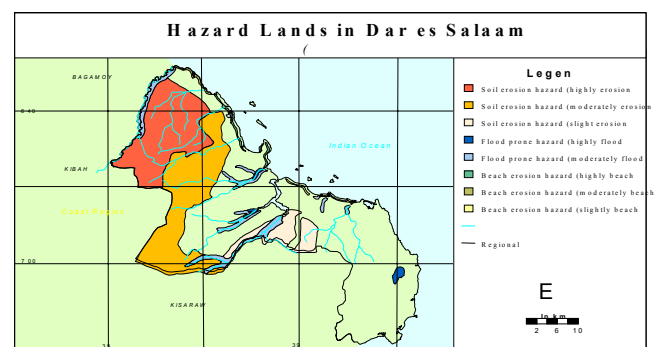 Hazard Lands in Dar es Salaam
(
Legen
Soil erosion hazard (highly erosion
Soil erosion hazard (moderately erosion
Soil erosion hazard (slight erosion
Flood prone hazard (highly flood
Flood prone hazard (moderately flood
Beach erosion hazard (highly beach
Beach erosion hazard (moderately beach
Beach erosion hazard (slightly beach
Regional
E
In km
2 6 10
BAGAMOY
6 40
Indian Ocean
KIBAH
7 00
KISARAW
39